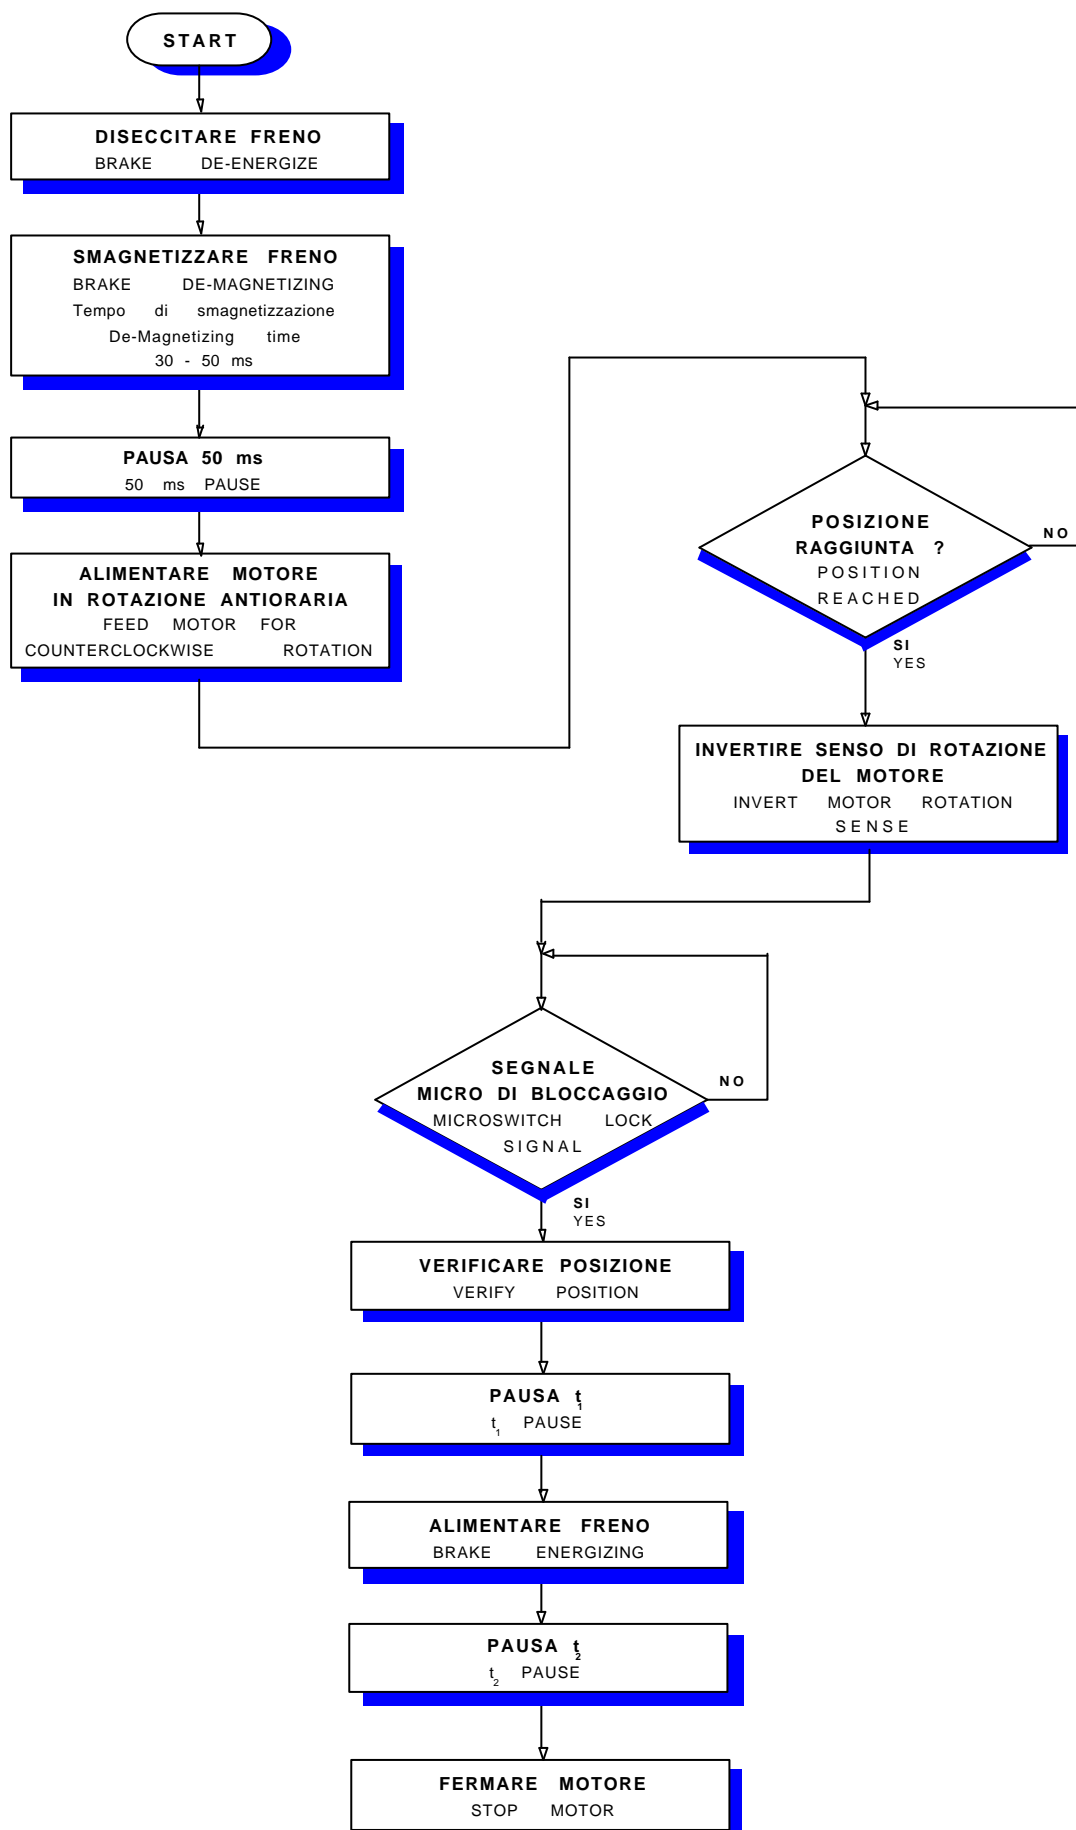 START
DISECCITARE FRENO
BRAKE DE-ENERGIZE
SMAGNETIZZARE FRENO
BRAKE DE-MAGNETIZING
Tempo di smagnetizzazione
De-Magnetizing time
30 - 50 ms
PAUSA 50 ms
50 ms PAUSE
ALIMENTARE MOTORE
IN ROTAZIONE ANTIORARIA
FEED MOTOR FOR
COUNTERCLOCKWISE ROTATION
POSIZIONE
RAGGIUNTA ?
POSITION
REACHED
NO
SI
YES
INVERTIRE SENSO DI ROTAZIONE
DEL MOTORE
INVERT MOTOR ROTATION
SENSE
SEGNALE
MICRO DI BLOCCAGGIO
MICROSWITCH LOCK
SIGNAL
NO
SI
YES
VERIFICARE POSIZIONE
VERIFY POSITION
PAUSA t1
t1 PAUSE
ALIMENTARE FRENO
BRAKE ENERGIZING
PAUSA t2
t2 PAUSE
FERMARE MOTORE
STOP MOTOR